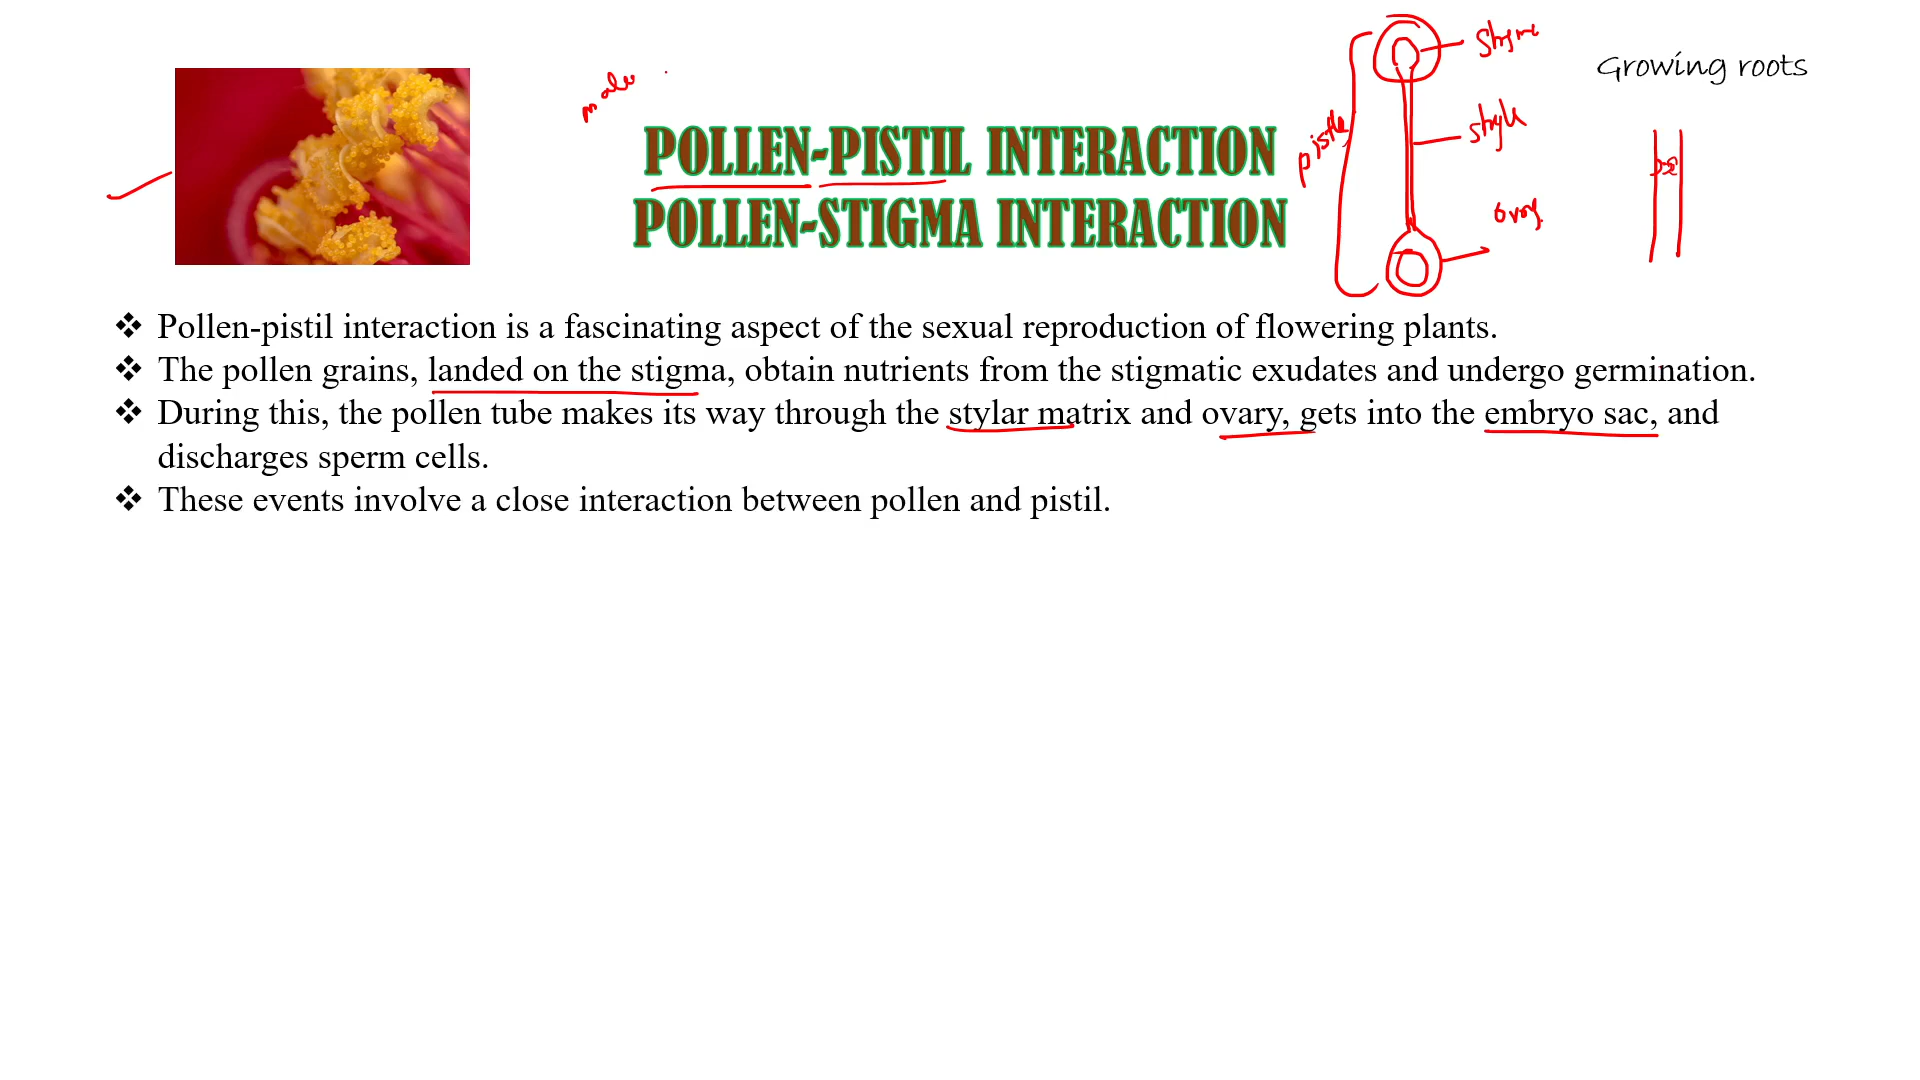 Growing roots
male
POLLEN-PISTIL INTERACTION
POLLEN-STIGMA INTERACTION
pistle
style
❖ Pollen-pistil interaction is a fascinating aspect of the sexual reproduction of flowering plants.
❖ The pollen grains, landed on the stigma, obtain nutrients from the stigmatic exudates and undergo germination.
❖ During this, the pollen tube makes its way through the stylar matrix and ovary, gets into the embryo sac, and
discharges sperm cells.
❖ These events involve a close interaction between pollen and pistil.